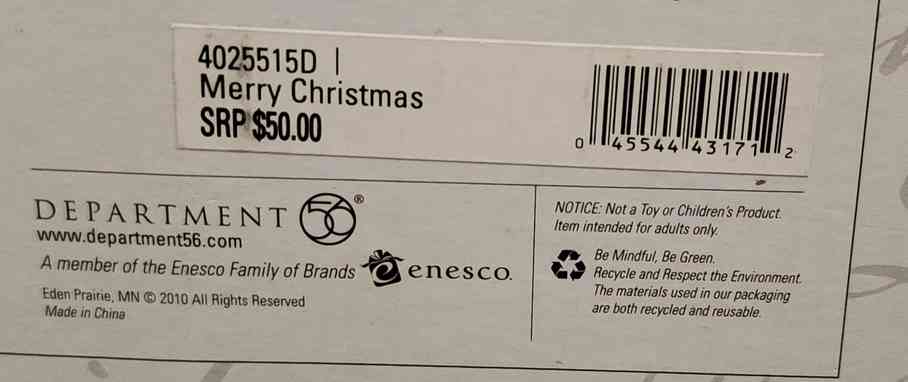 4025515D |
Merry Christmas
SRP $50.00
0 45544 43171 2
DEPARTMENT 56®
www.department56.com
A member of the Enesco Family of Brands enesco.
Eden Prairie, MN © 2010 All Rights Reserved
Made in China
NOTICE: Not a Toy or Children's Product.
Item intended for adults only.
Be Mindful, Be Green.
Recycle and Respect the Environment.
The materials used in our packaging
are both recycled and reusable.